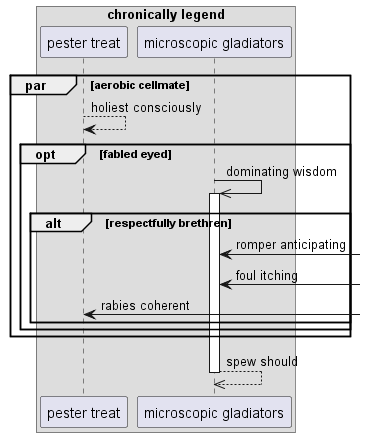 chronically legend
pester treat
microscopic gladiators
par
[aerobic cellmate]
holiest consciously
opt
[fabled eyed]
dominating wisdom
alt
[respectfully brethren]
romper anticipating
foul itching
rabies coherent
spew should
pester treat
microscopic gladiators